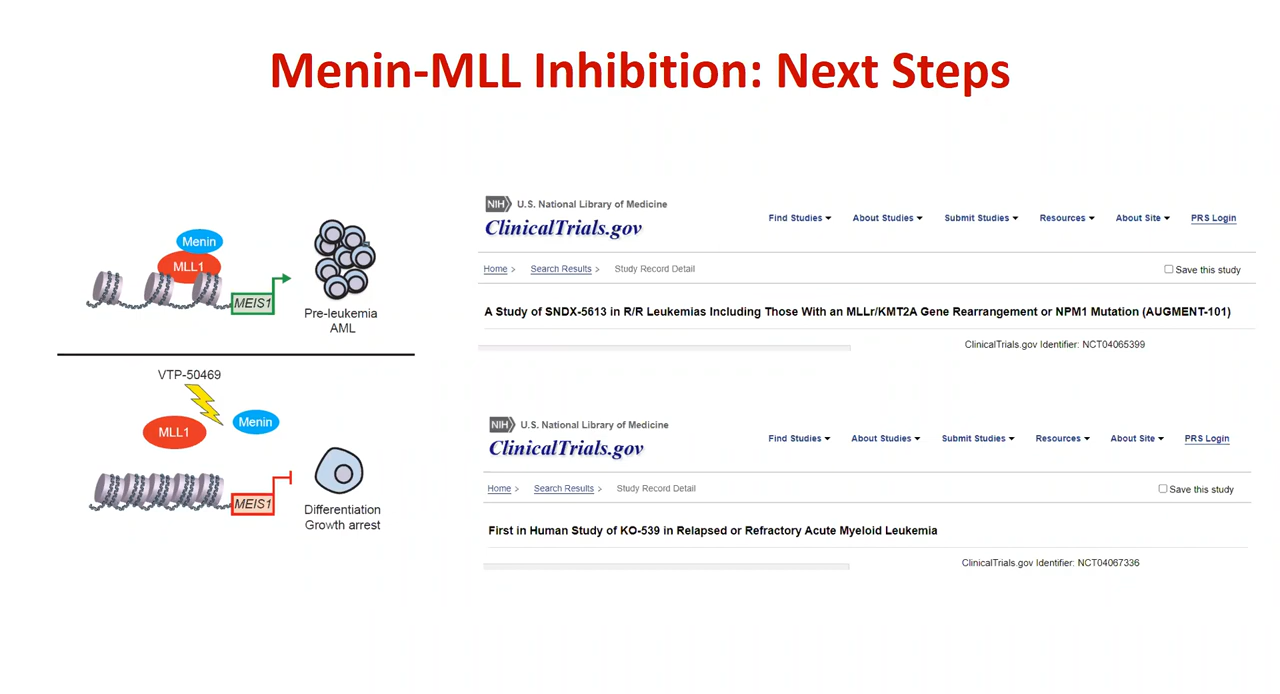 Menin-MLL Inhibition: Next Steps
Menin
MLL1
MEIS1
Pre-leukemia
AML
VTP-50469
MLL1
Menin
MEIS1
Differentiation
Growth arrest
NIH U.S. National Library of Medicine
ClinicalTrials.gov
Find Studies About Studies Submit Studies Resources About Site PRS Login
Home > Search Results > Study Record Detail Save this study
A Study of SNDX-5613 in R/R Leukemias Including Those With an MLLr/KMT2A Gene Rearrangement or NPM1 Mutation (AUGMENT-101)
ClinicalTrials.gov Identifier: NCT04065399
NIH U.S. National Library of Medicine
ClinicalTrials.gov
Find Studies About Studies Submit Studies Resources About Site PRS Login
Home > Search Results > Study Record Detail Save this study
First in Human Study of KO-539 in Relapsed or Refractory Acute Myeloid Leukemia
ClinicalTrials.gov Identifier: NCT04067336